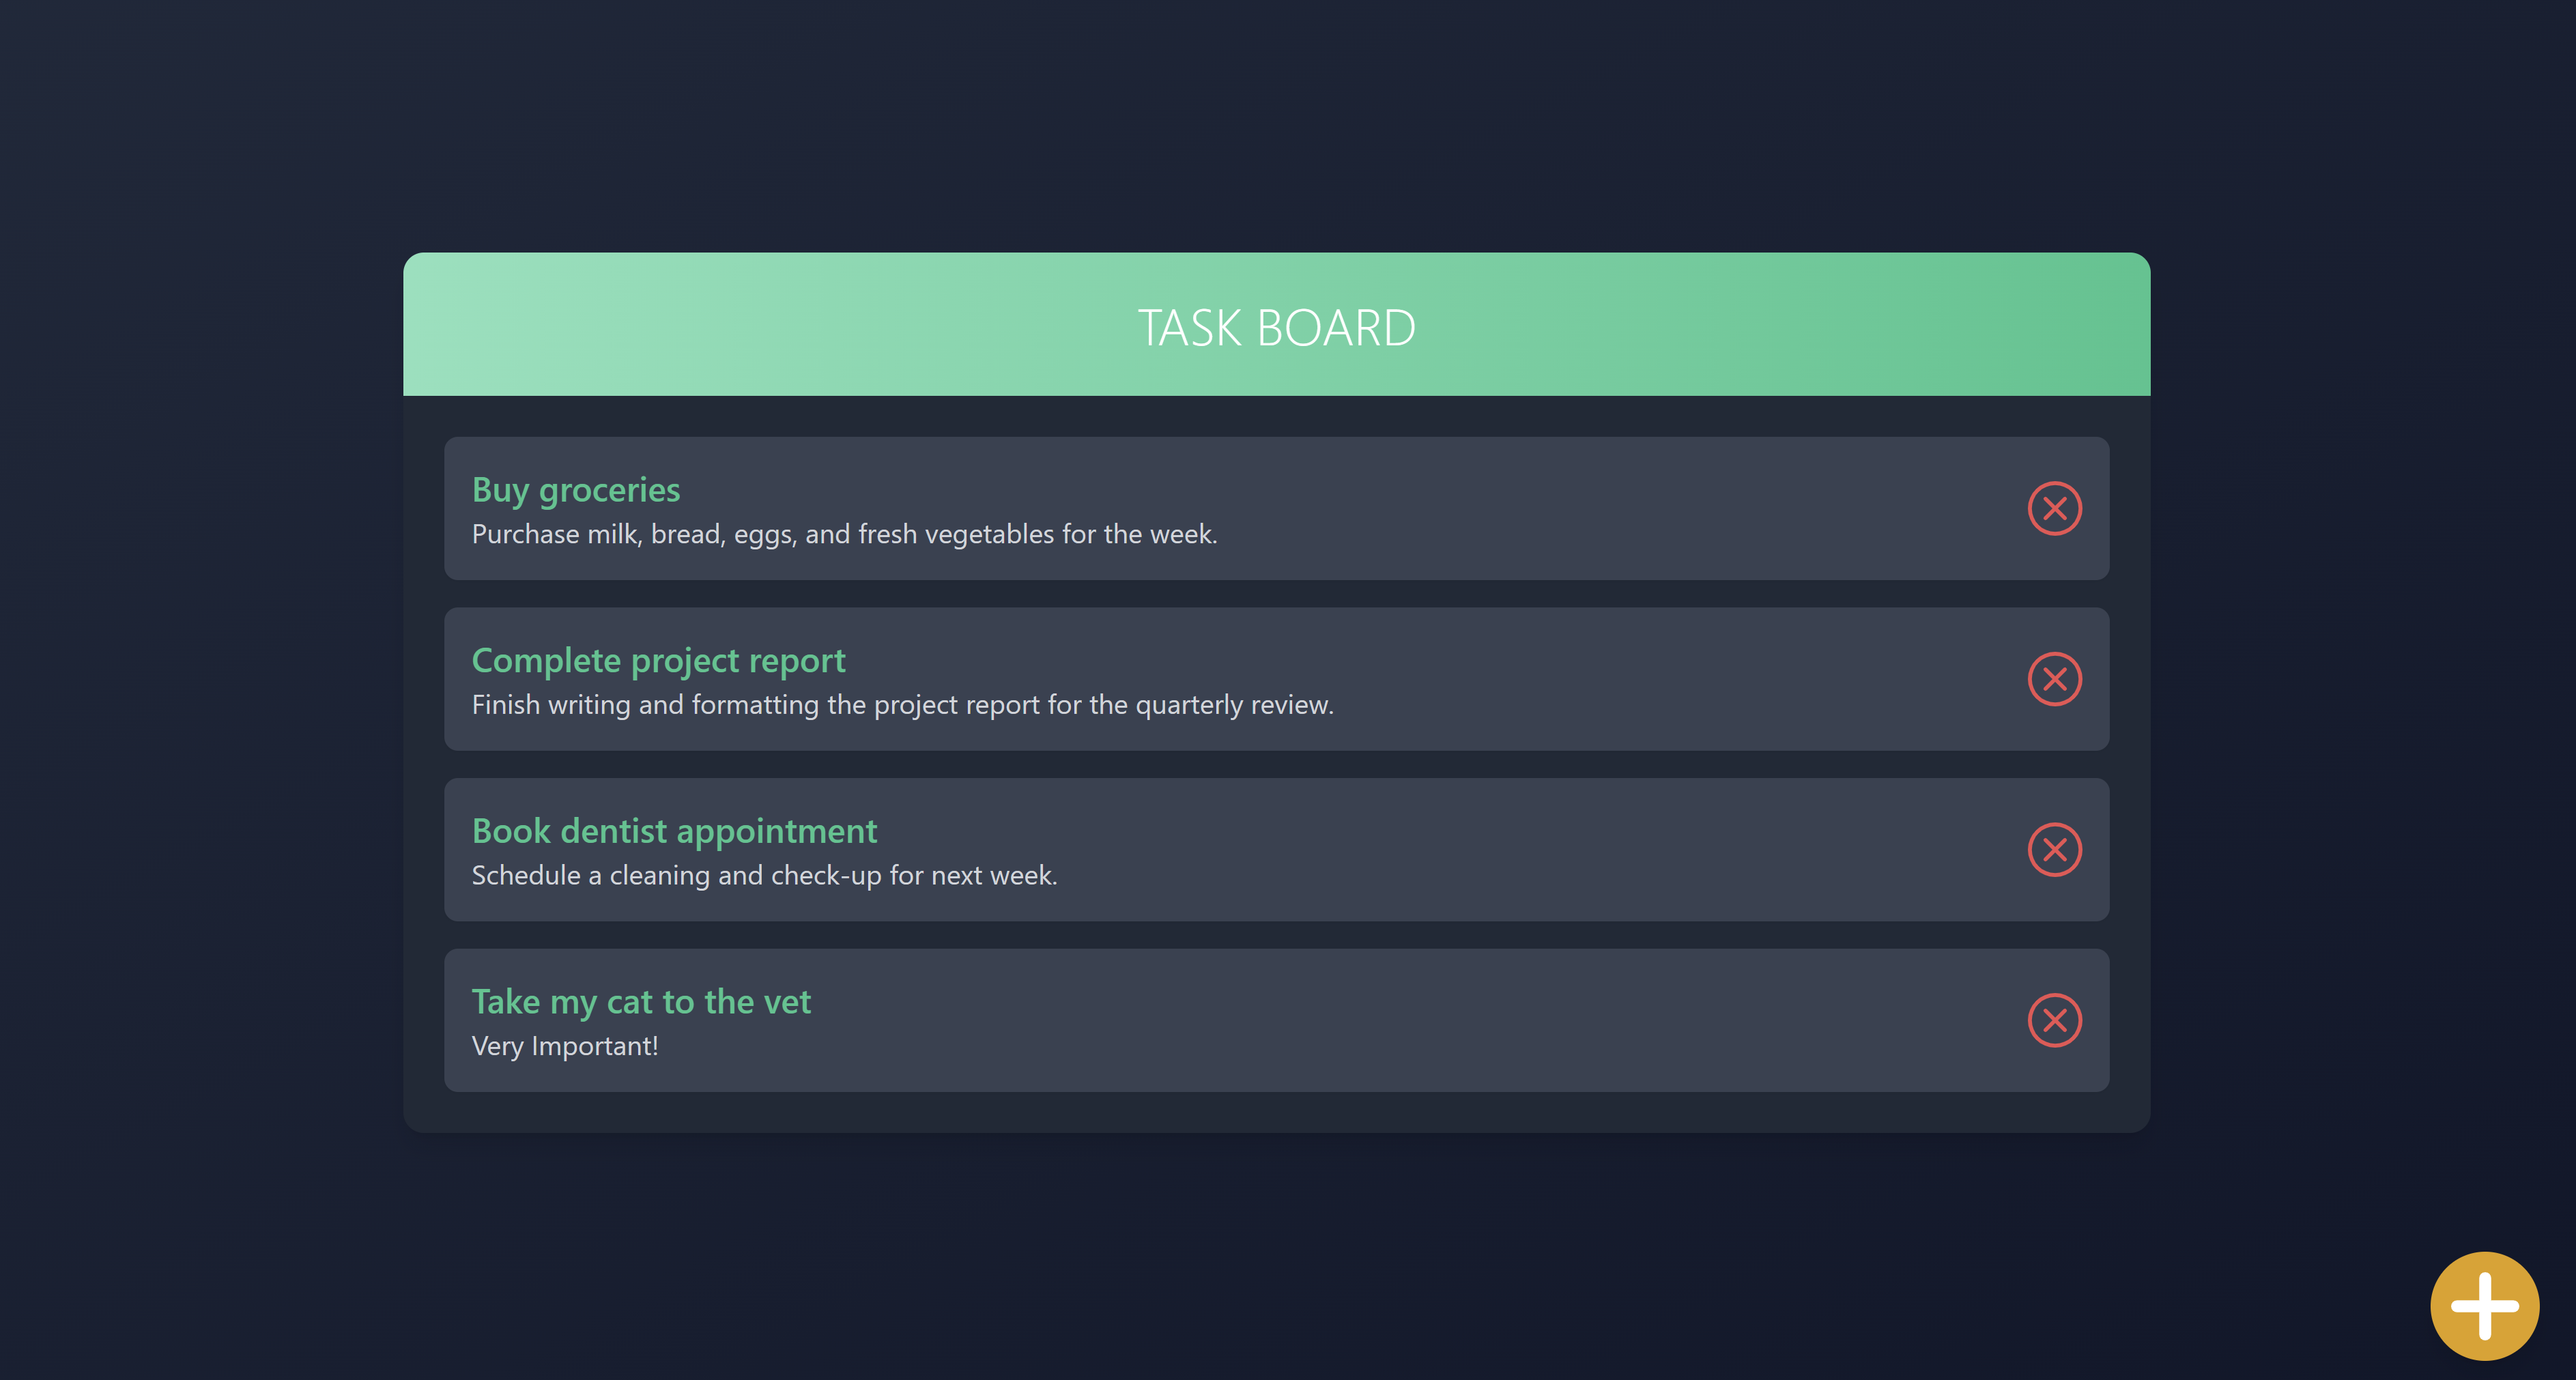 TASK BOARD
Buy groceries
Purchase milk, bread, eggs, and fresh vegetables for the week.
Complete project report
Finish writing and formatting the project report for the quarterly review.
Book dentist appointment
Schedule a cleaning and check-up for next week.
Take my cat to the vet
Very Important!